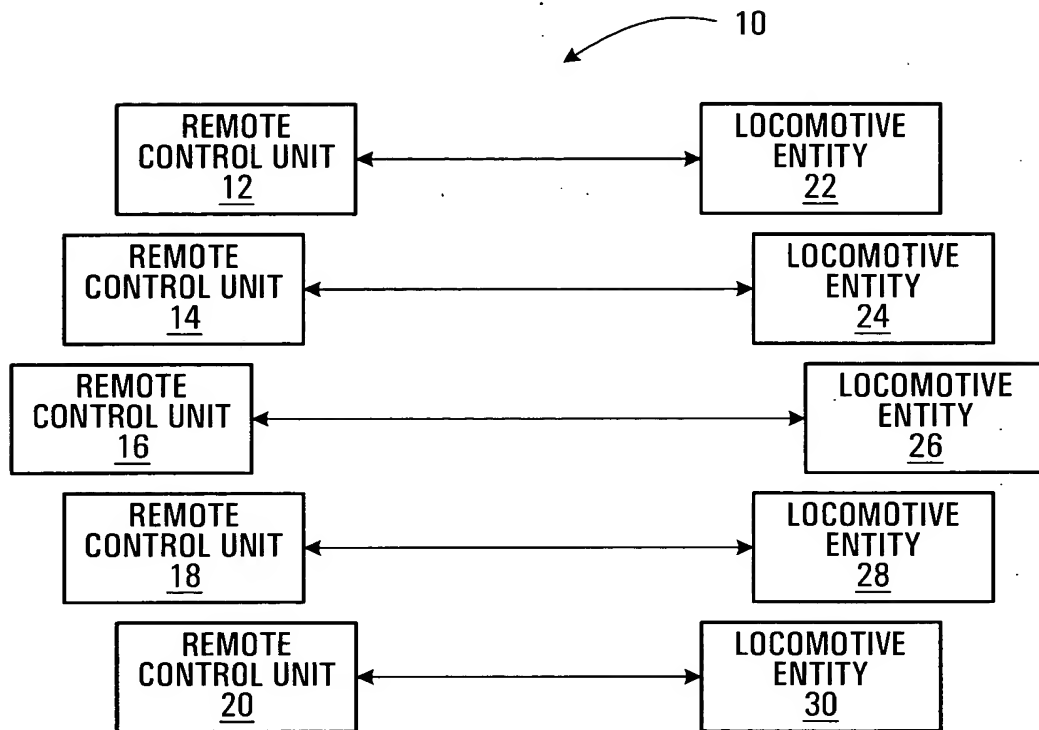 10
REMOTE
CONTROL UNIT
12
LOCOMOTIVE
ENTITY
22
REMOTE
CONTROL UNIT
14
LOCOMOTIVE
ENTITY
24
REMOTE
CONTROL UNIT
16
LOCOMOTIVE
ENTITY
26
REMOTE
CONTROL UNIT
18
LOCOMOTIVE
ENTITY
28
REMOTE
CONTROL UNIT
20
LOCOMOTIVE
ENTITY
30